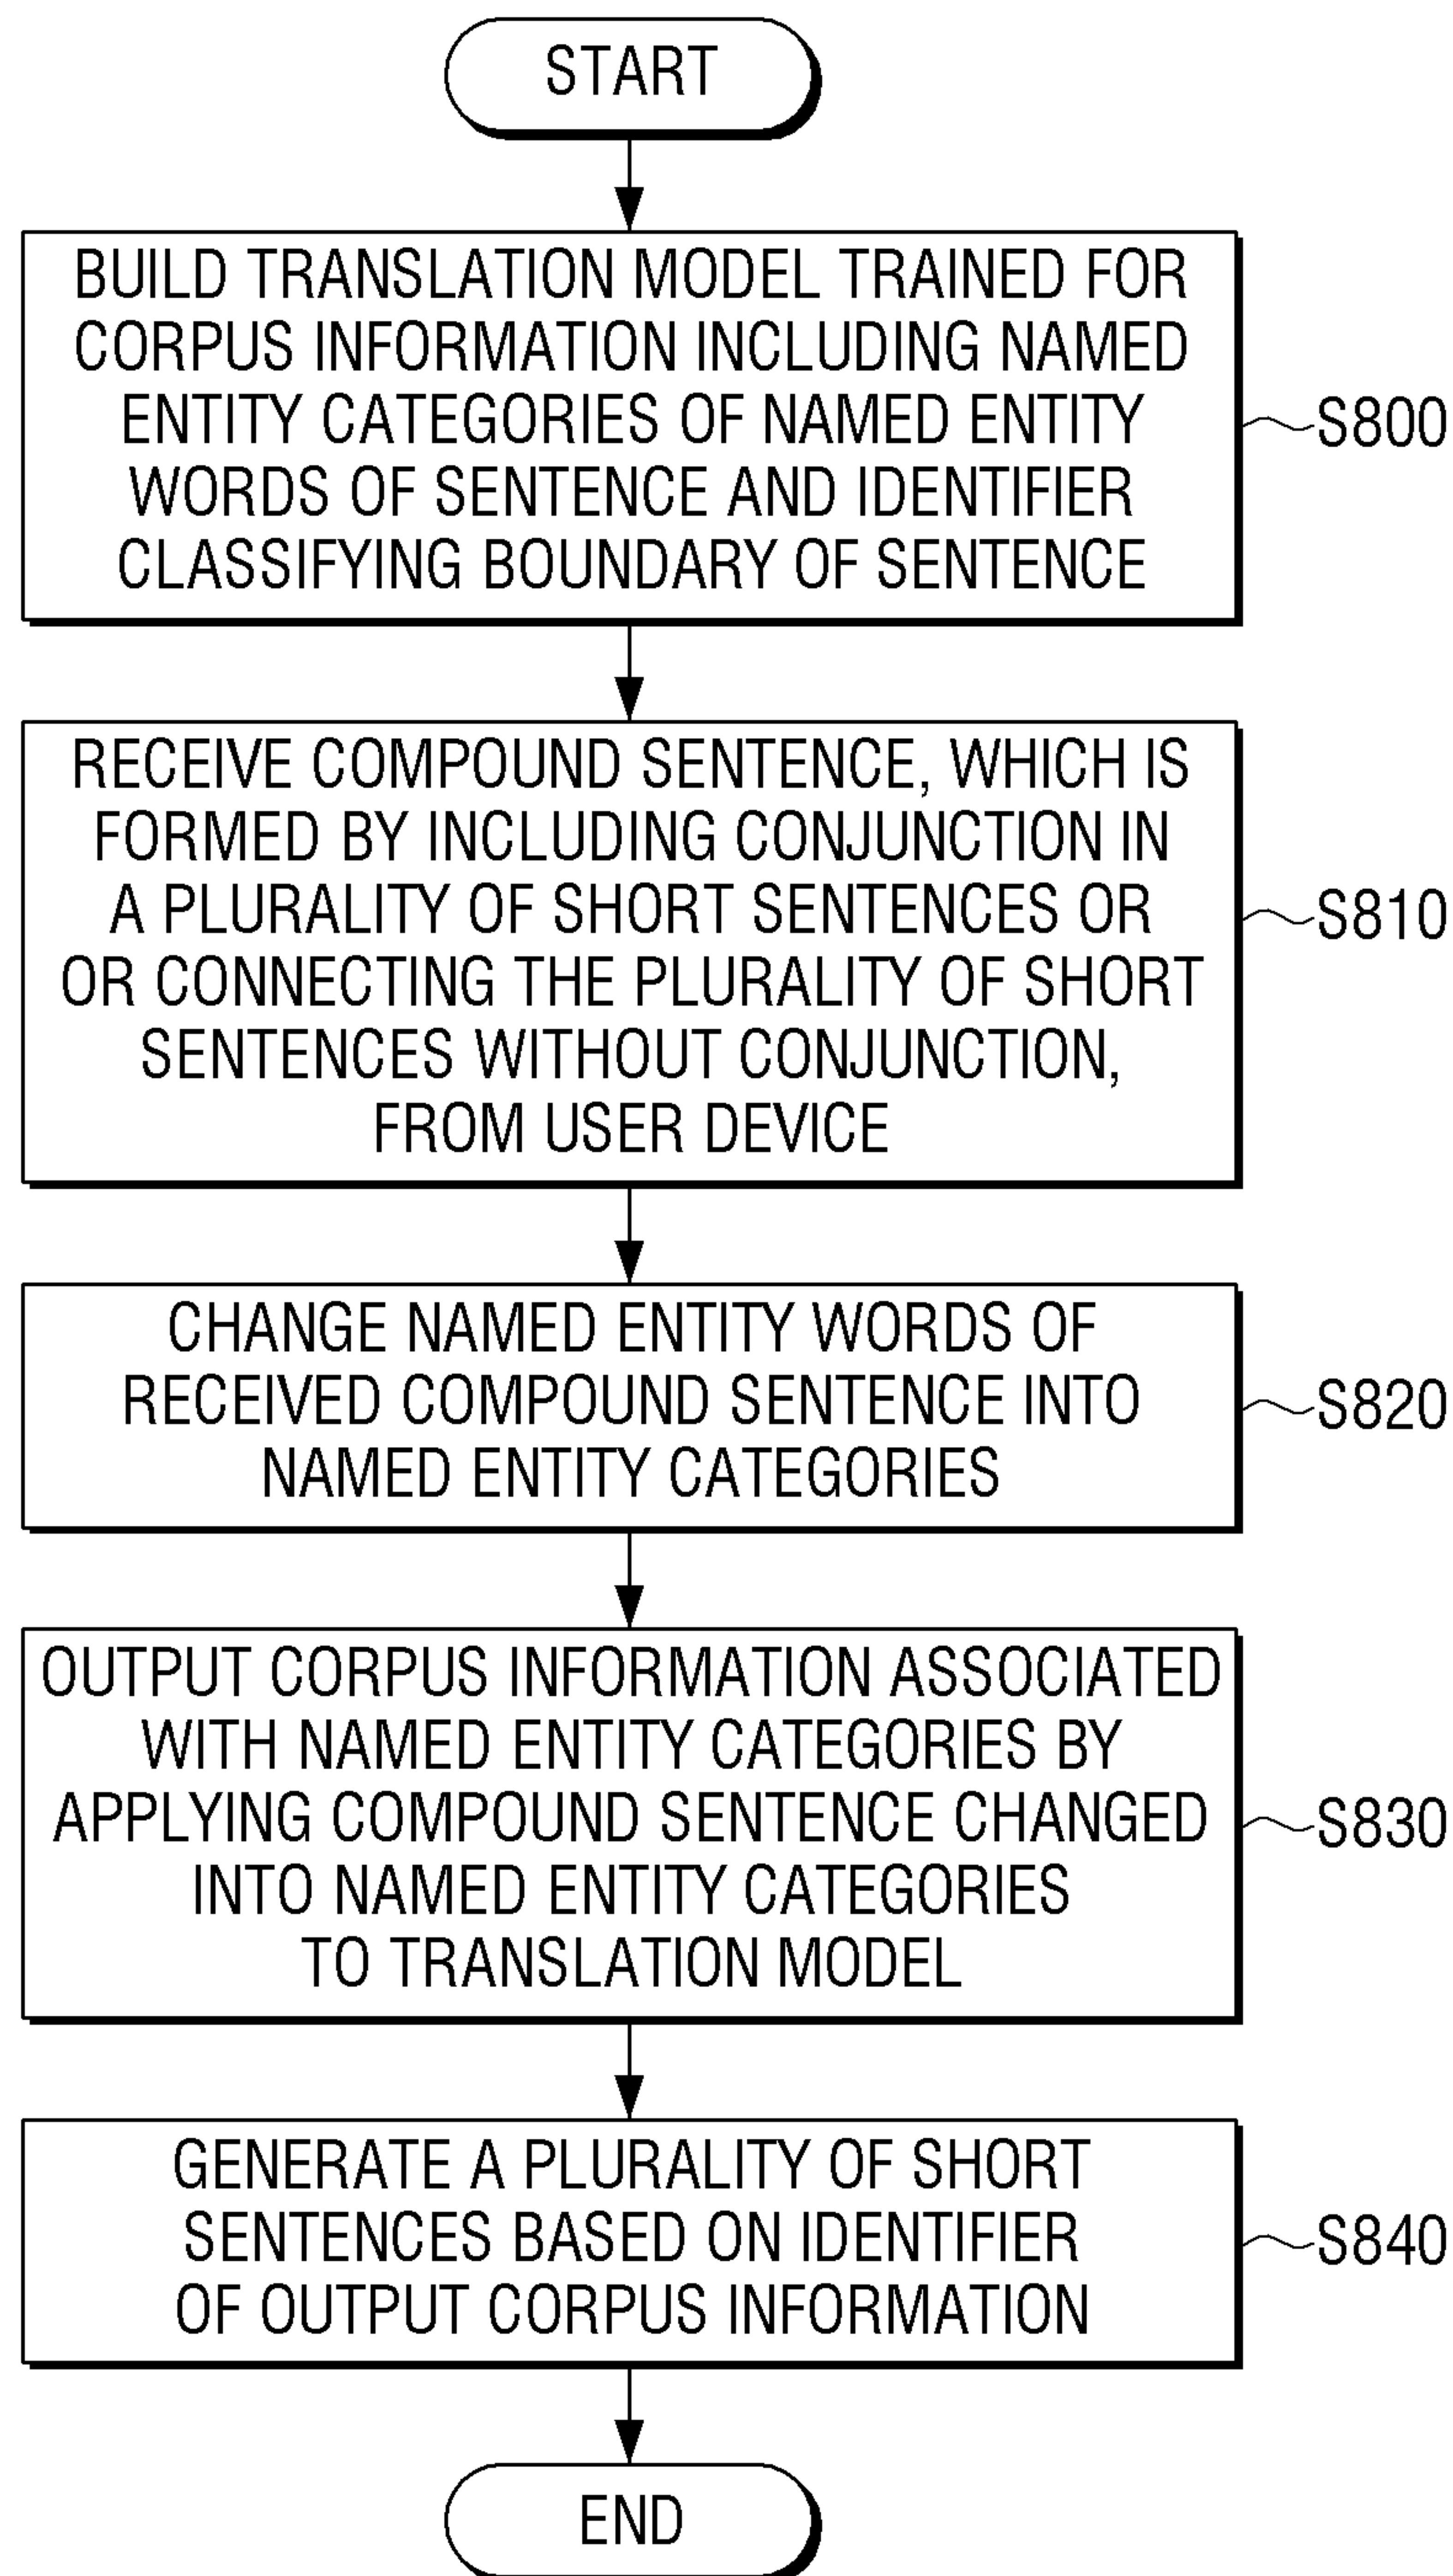 START
BUILD TRANSLATION MODEL TRAINED FOR
CORPUS INFORMATION INCLUDING NAMED
ENTITY CATEGORIES OF NAMED ENTITY
WORDS OF SENTENCE AND IDENTIFIER
CLASSIFYING BOUNDARY OF SENTENCE
S800
RECEIVE COMPOUND SENTENCE, WHICH IS
FORMED BY INCLUDING CONJUNCTION IN
A PLURALITY OF SHORT SENTENCES OR
OR CONNECTING THE PLURALITY OF SHORT
SENTENCES WITHOUT CONJUNCTION,
FROM USER DEVICE
S810
CHANGE NAMED ENTITY WORDS OF
RECEIVED COMPOUND SENTENCE INTO
NAMED ENTITY CATEGORIES
S820
OUTPUT CORPUS INFORMATION ASSOCIATED
WITH NAMED ENTITY CATEGORIES BY
APPLYING COMPOUND SENTENCE CHANGED
INTO NAMED ENTITY CATEGORIES
TO TRANSLATION MODEL
S830
GENERATE A PLURALITY OF SHORT
SENTENCES BASED ON IDENTIFIER
OF OUTPUT CORPUS INFORMATION
S840
END